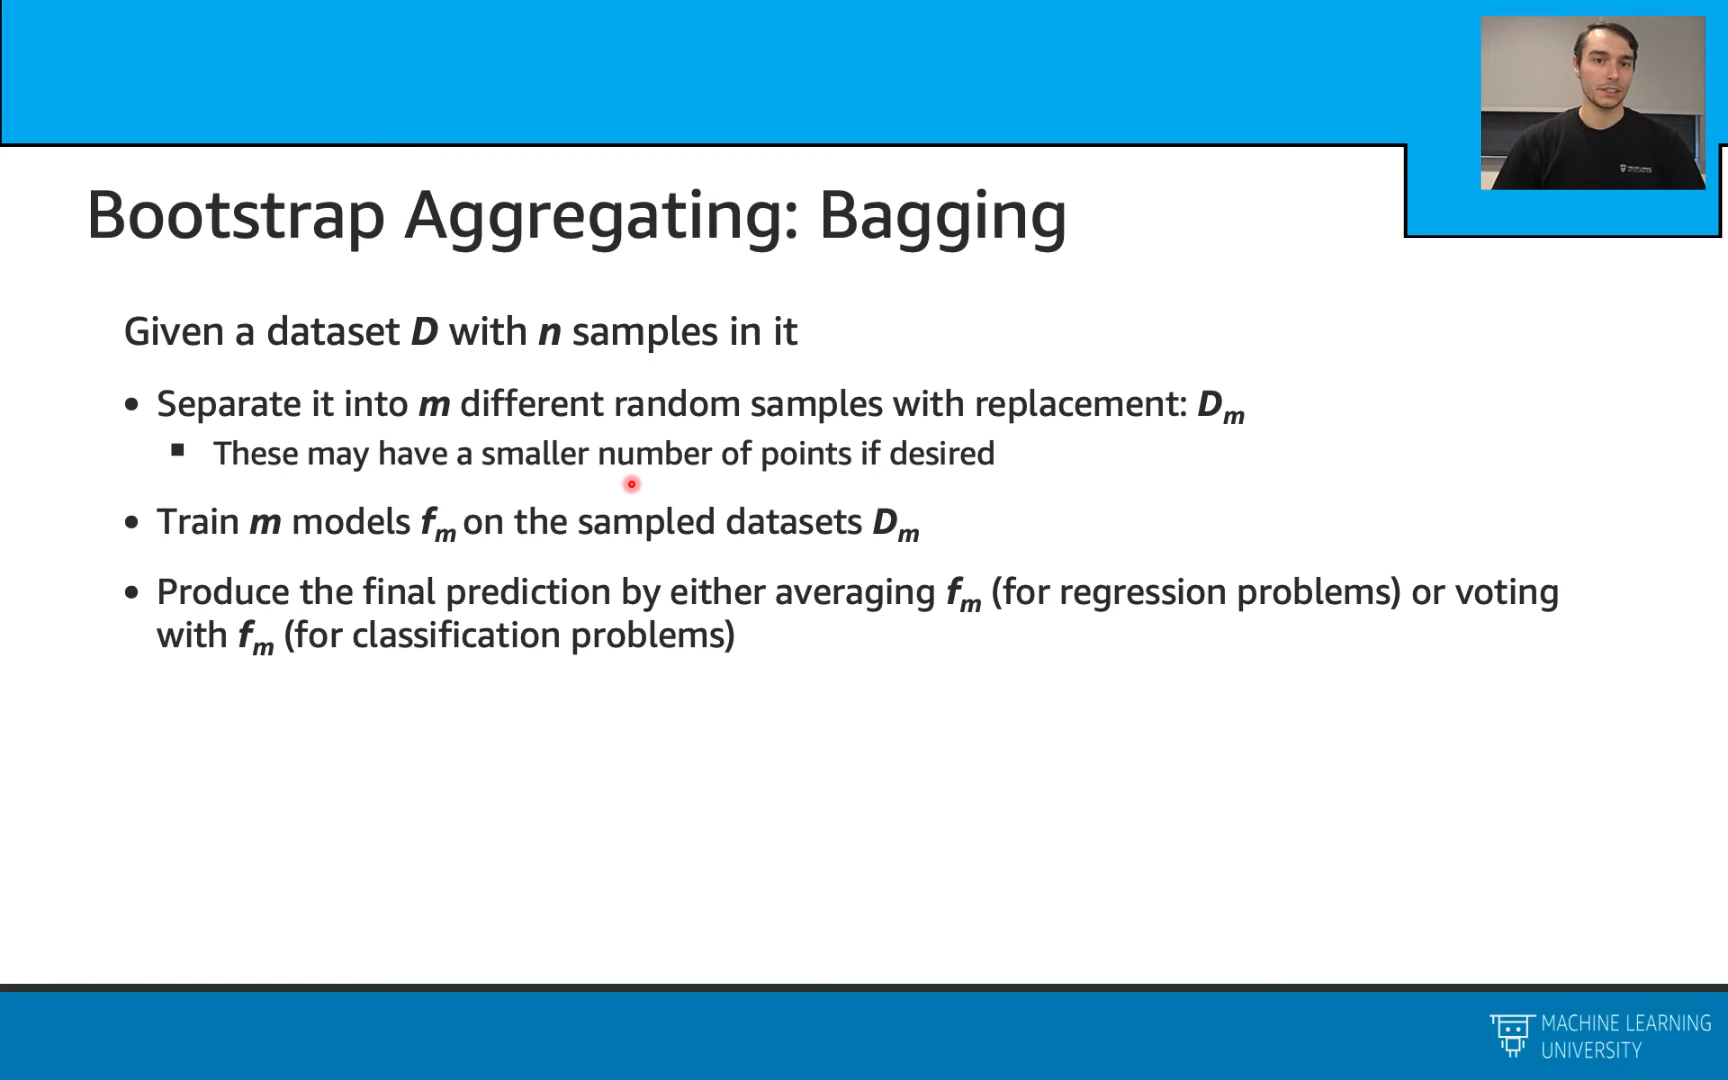 Bootstrap Aggregating: Bagging
Given a dataset D with n samples in it
• Separate it into m different random samples with replacement: Dm
▪ These may have a smaller number of points if desired
• Train m models fm on the sampled datasets Dm
• Produce the final prediction by either averaging fm (for regression problems) or voting
with fm (for classification problems)
MACHINE LEARNING
UNIVERSITY